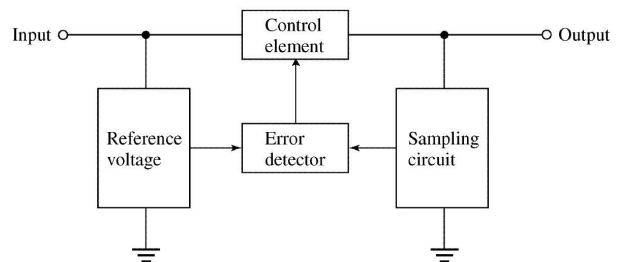 Input
Control
element
Output
Reference
voltage
Error
detector
Sampling
circuit